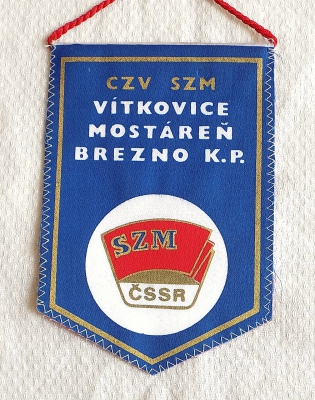 CZV SZM
VÍTKOVICE
MOSTÁREŇ
BREZNO K.P.
SZM
ČSSR